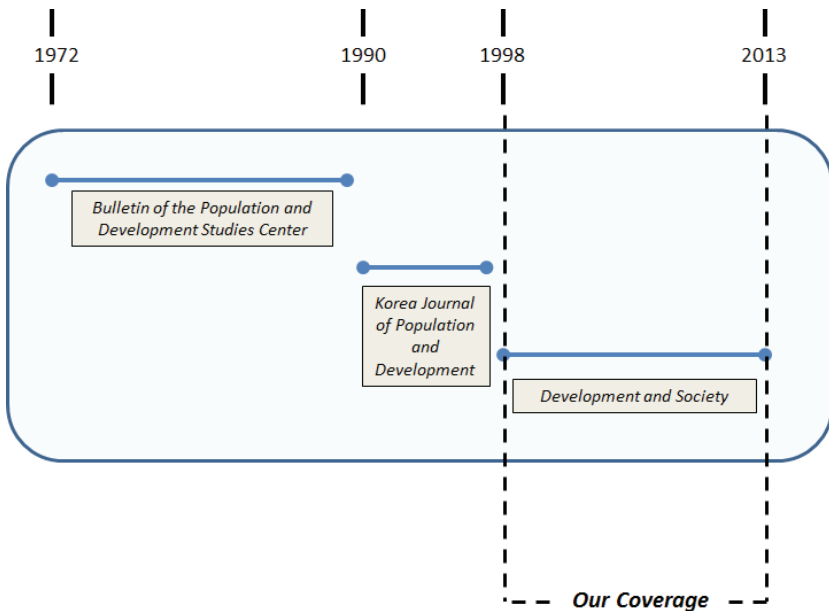 1972 1990 1998 2013
Bulletin of the Population and
Development Studies Center
Korea Journal
of Population
and
Development
Development and Society
Our Coverage